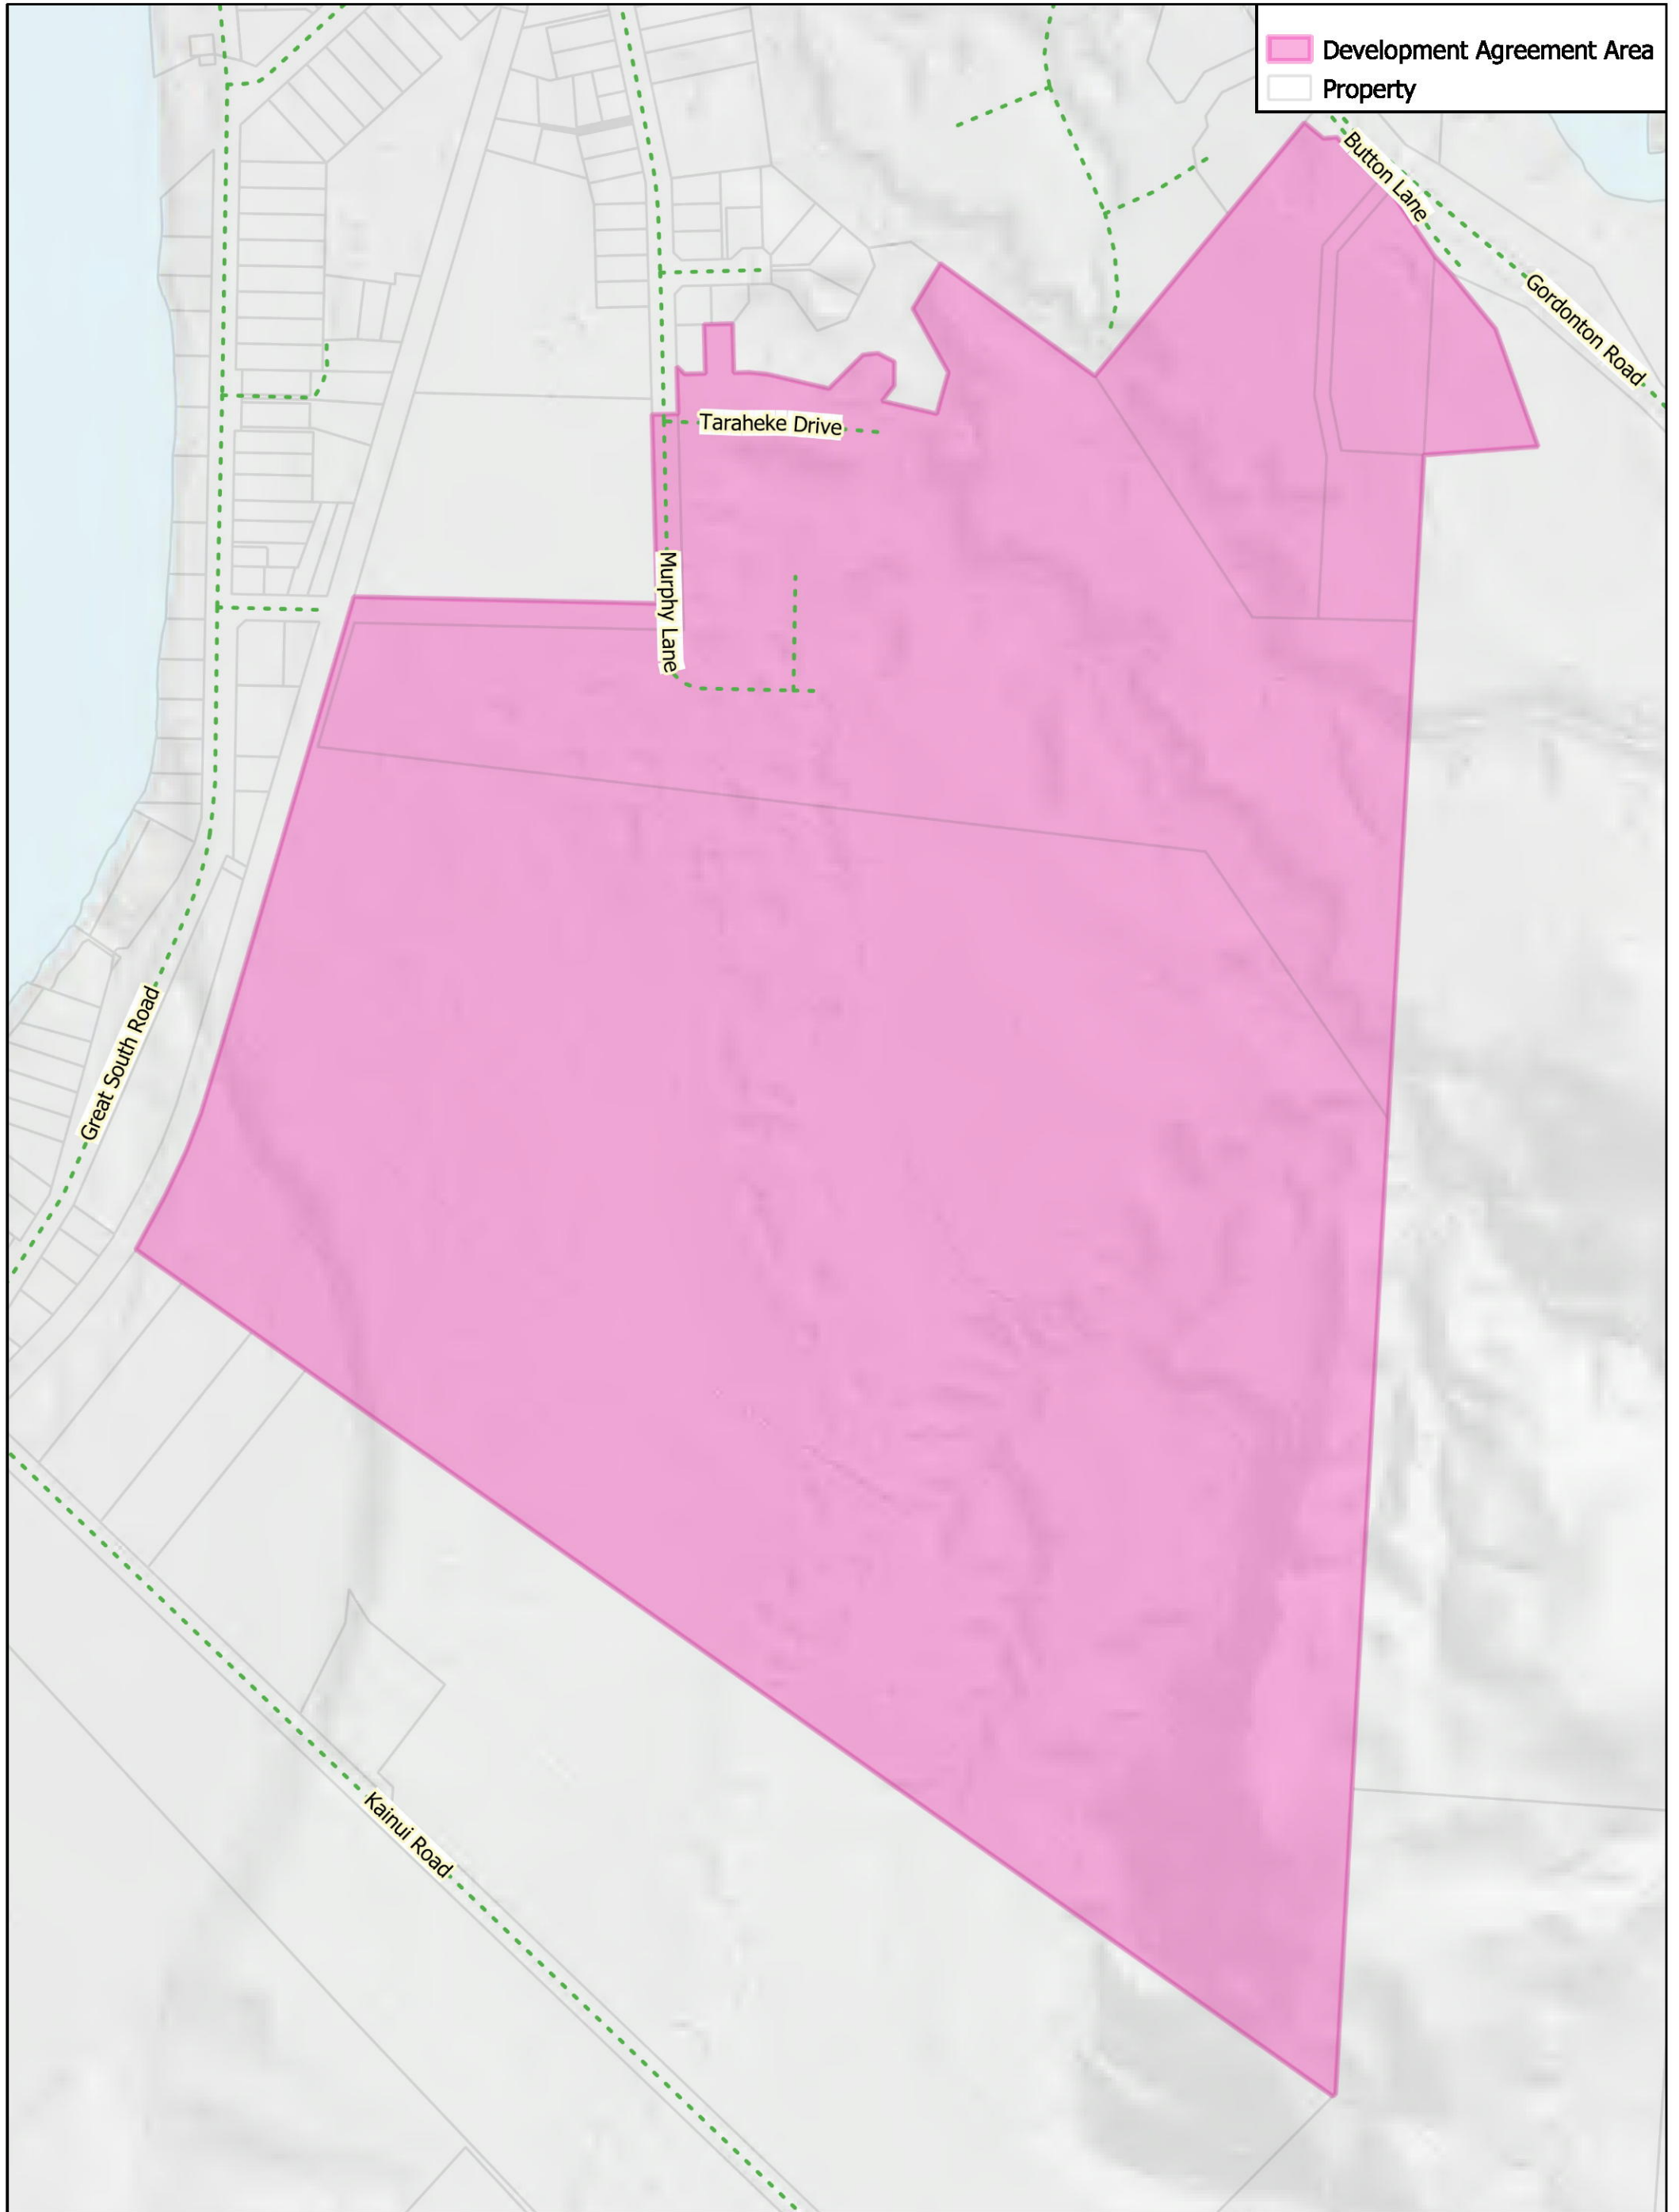 Development Agreement Area
Property
Button Lane
Gordonton Road
Taraheke Drive
Murphy Lane
Great South Road
Kainui Road